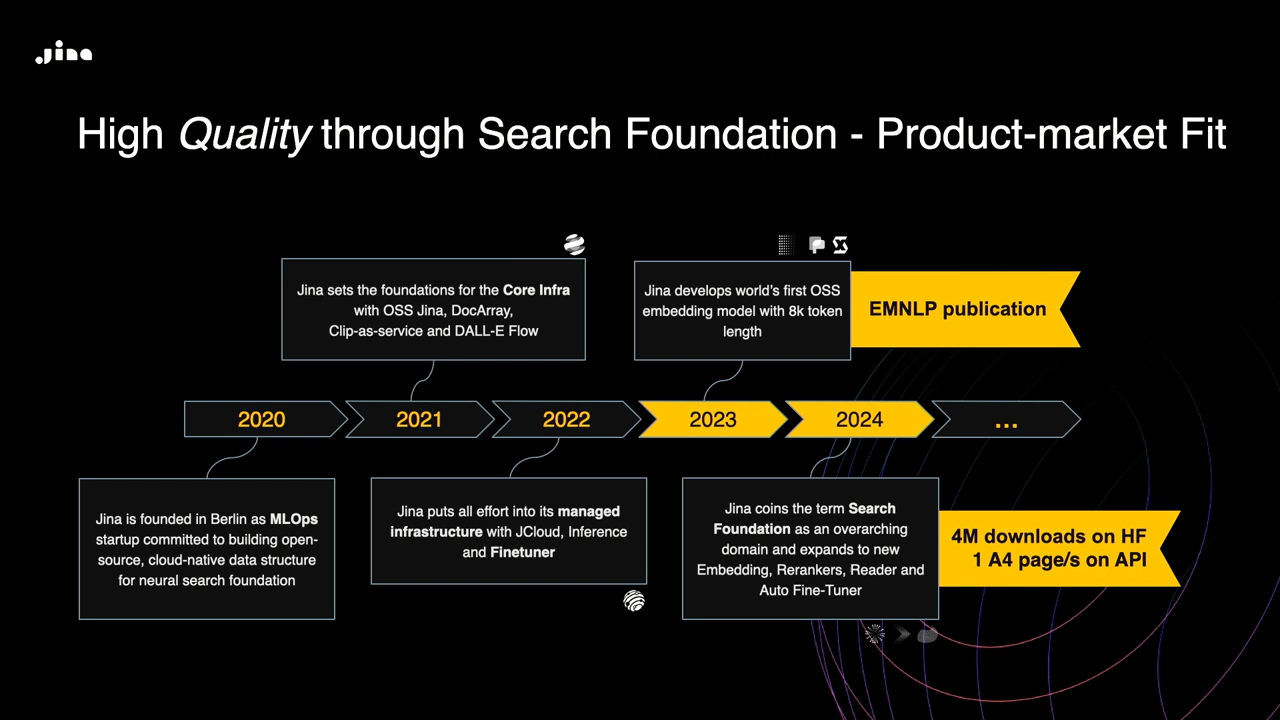 Jina
High Quality through Search Foundation - Product-market Fit
Jina sets the foundations for the Core Infra
with OSS Jina, DocArray,
Clip-as-service and DALL-E Flow
Jina develops world's first OSS
embedding model with 8k token
length
EMNLP publication
2020
2021
2022
2023
2024
...
Jina is founded in Berlin as MLOps
startup committed to building open-
source, cloud-native data structure
for neural search foundation
Jina puts all effort into its managed
infrastructure with JCloud, Inference
and Finetuner
Jina coins the term Search
Foundation as an overarching
domain and expands to new
Embedding, Rerankers, Reader and
Auto Fine-Tuner
4M downloads on HF
1 A4 page/s on API